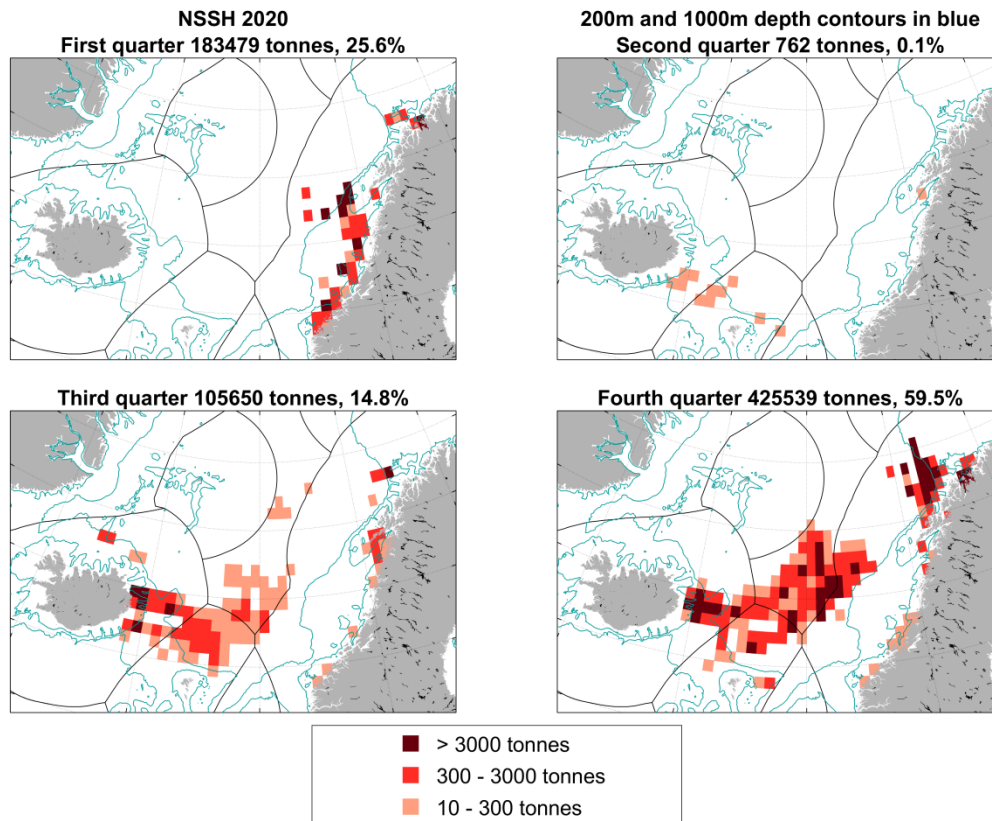 NSSH 2020
First quarter 183479 tonnes, 25.6%
200m and 1000m depth contours in blue
Second quarter 762 tonnes, 0.1%
Third quarter 105650 tonnes, 14.8%
Fourth quarter 425539 tonnes, 59.5%
> 3000 tonnes
300 - 3000 tonnes
10 - 300 tonnes